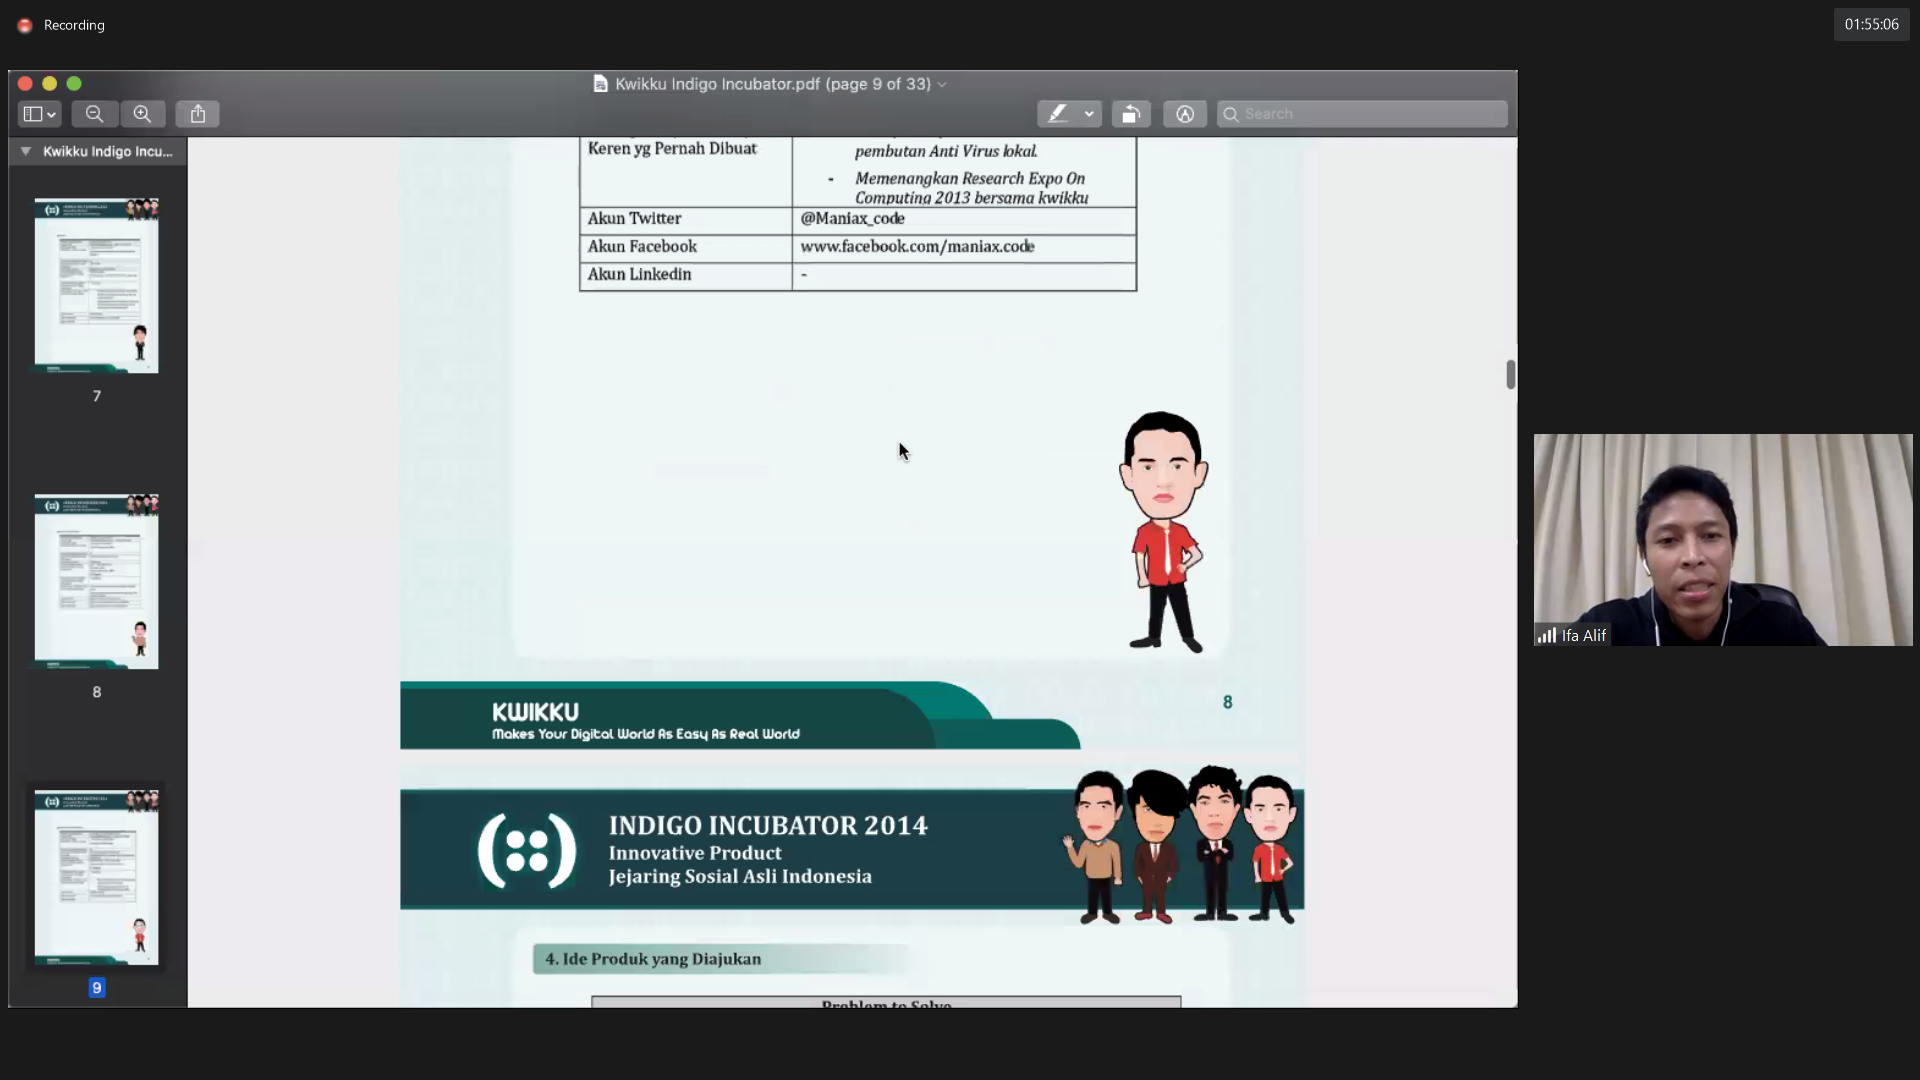 Recording
01:55:06
Kwikku Indigo Incubator.pdf (page 9 of 33)
Search
Kwikku Indigo Incu...
7
8
9
Keren yg Pernah Dibuat
pembutan Anti Virus lokal.
- Memenangkan Research Expo On
Computing 2013 bersama kwikku
Akun Twitter @Maniax_code
Akun Facebook www.facebook.com/maniax.code
Akun Linkedin -
8
KWIKKU
Makes Your Digital World As Easy As Real World
INDIGO INCUBATOR 2014
Innovative Product
Jejaring Sosial Asli Indonesia
4. Ide Produk yang Diajukan
Problem to Solve
Ifa Alif